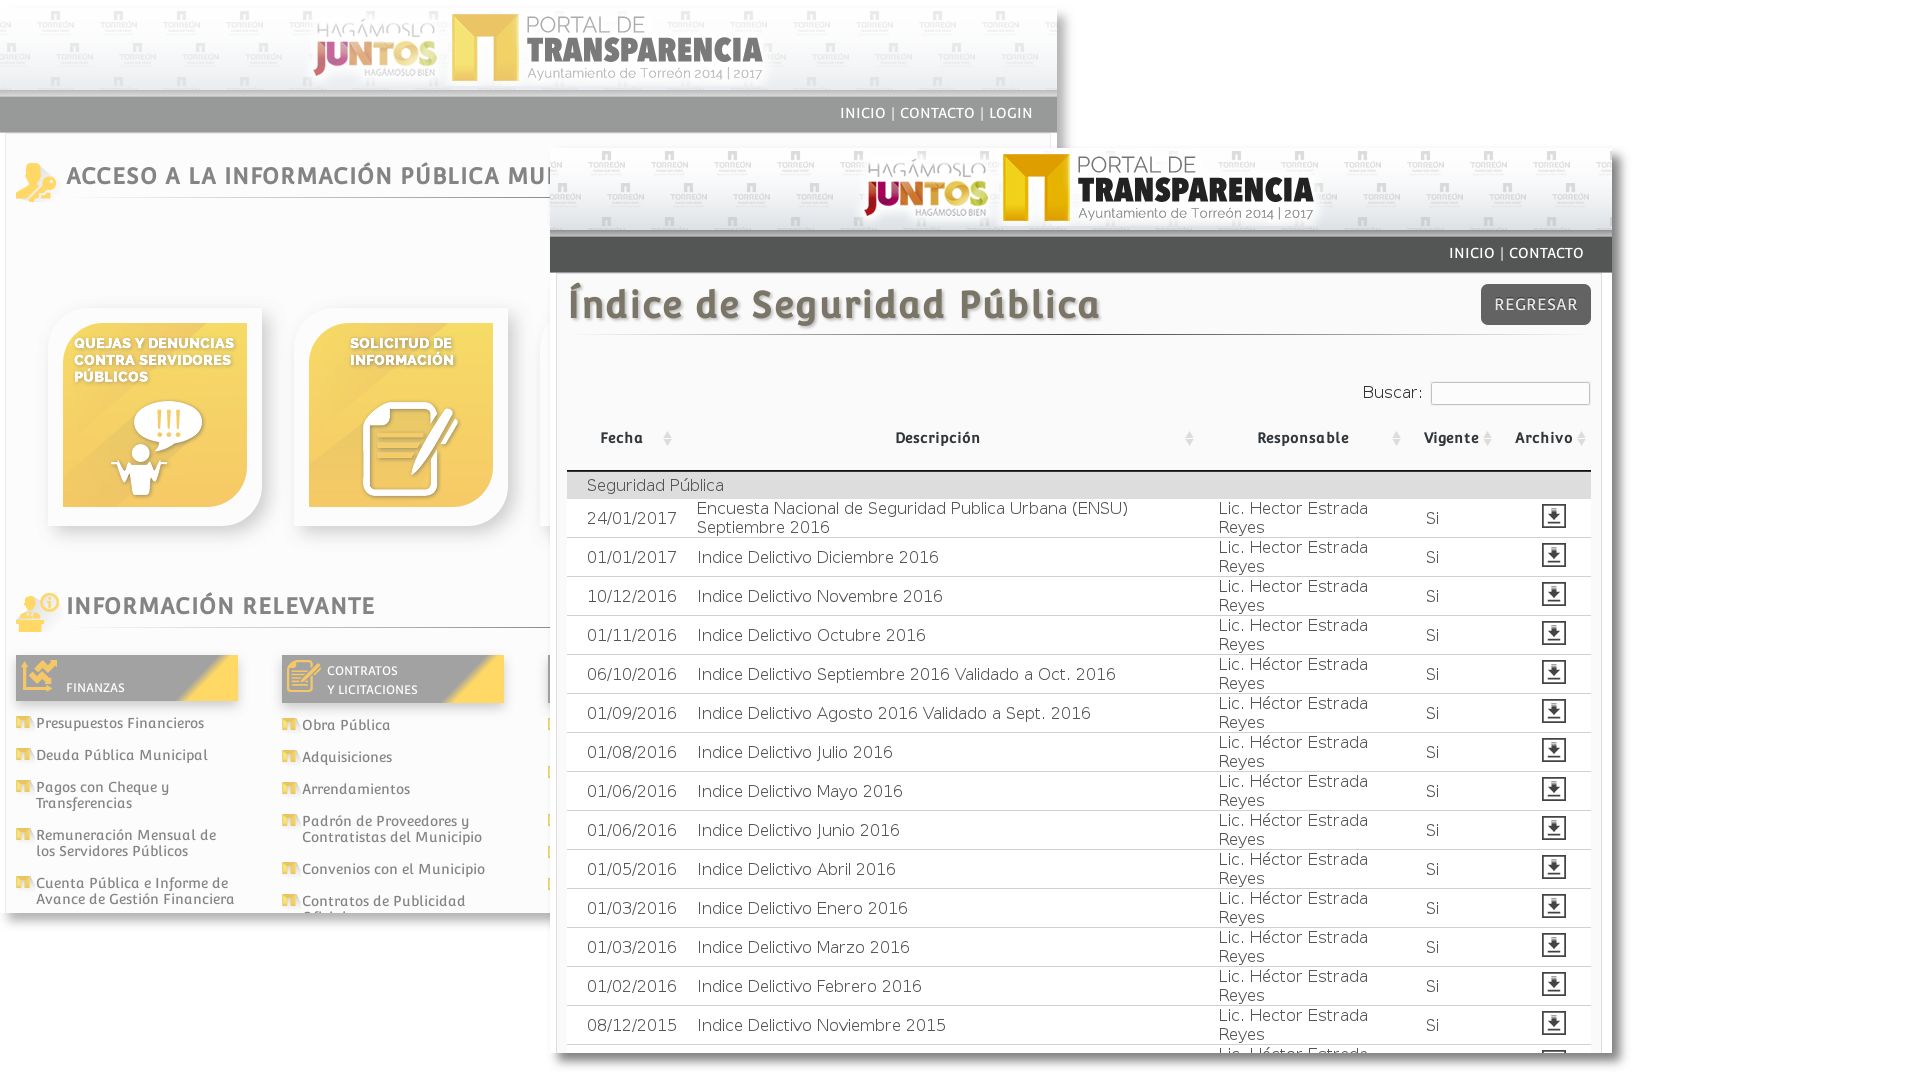 HAGÁMOSLO
JUNTOS
HAGÁMOSLO BIEN
PORTAL DE
TRANSPARENCIA
Ayuntamiento de Torreón 2014 | 2017
INICIO | CONTACTO | LOGIN
ACCESO A LA INFORMACIÓN PÚBLICA
QUEJAS Y DENUNCIAS
CONTRA SERVIDORES
PÚBLICOS
SOLICITUD DE
INFORMACIÓN
INFORMACIÓN RELEVANTE
FINANZAS
Presupuestos Financieros
Deuda Pública Municipal
Pagos con Cheque y
Transferencias
Remuneración Mensual de
los Servidores Públicos
Cuenta Pública e Informe de
Avance de Gestión Financiera
CONTRATOS
Y LICITACIONES
Obra Pública
Adquisiciones
Arrendamientos
Padrón de Proveedores y
Contratistas del Municipio
Convenios con el Municipio
Contratos de Publicidad
HAGÁMOSLO
JUNTOS
HAGÁMOSLO BIEN
PORTAL DE
TRANSPARENCIA
Ayuntamiento de Torreón 2014 | 2017
INICIO | CONTACTO
Índice de Seguridad Pública
REGRESAR
Buscar:
Fecha Descripción Responsable Vigente Archivo
Seguridad Pública
24/01/2017 Encuesta Nacional de Seguridad Publica Urbana (ENSU) Septiembre 2016 Lic. Hector Estrada Reyes Si
01/01/2017 Indice Delictivo Diciembre 2016 Lic. Hector Estrada Reyes Si
10/12/2016 Indice Delictivo Novembre 2016 Lic. Hector Estrada Reyes Si
01/11/2016 Indice Delictivo Octubre 2016 Lic. Héctor Estrada Reyes Si
06/10/2016 Indice Delictivo Septiembre 2016 Validado a Oct. 2016 Lic. Héctor Estrada Reyes Si
01/09/2016 Indice Delictivo Agosto 2016 Validado a Sept. 2016 Lic. Héctor Estrada Reyes Si
01/08/2016 Indice Delictivo Julio 2016 Lic. Héctor Estrada Reyes Si
01/06/2016 Indice Delictivo Mayo 2016 Lic. Héctor Estrada Reyes Si
01/06/2016 Indice Delictivo Junio 2016 Lic. Héctor Estrada Reyes Si
01/05/2016 Indice Delictivo Abril 2016 Lic. Héctor Estrada Reyes Si
01/03/2016 Indice Delictivo Enero 2016 Lic. Héctor Estrada Reyes Si
01/03/2016 Indice Delictivo Marzo 2016 Lic. Héctor Estrada Reyes Si
01/02/2016 Indice Delictivo Febrero 2016 Lic. Héctor Estrada Reyes Si
08/12/2015 Indice Delictivo Noviembre 2015 Lic. Hector Estrada Reyes Si